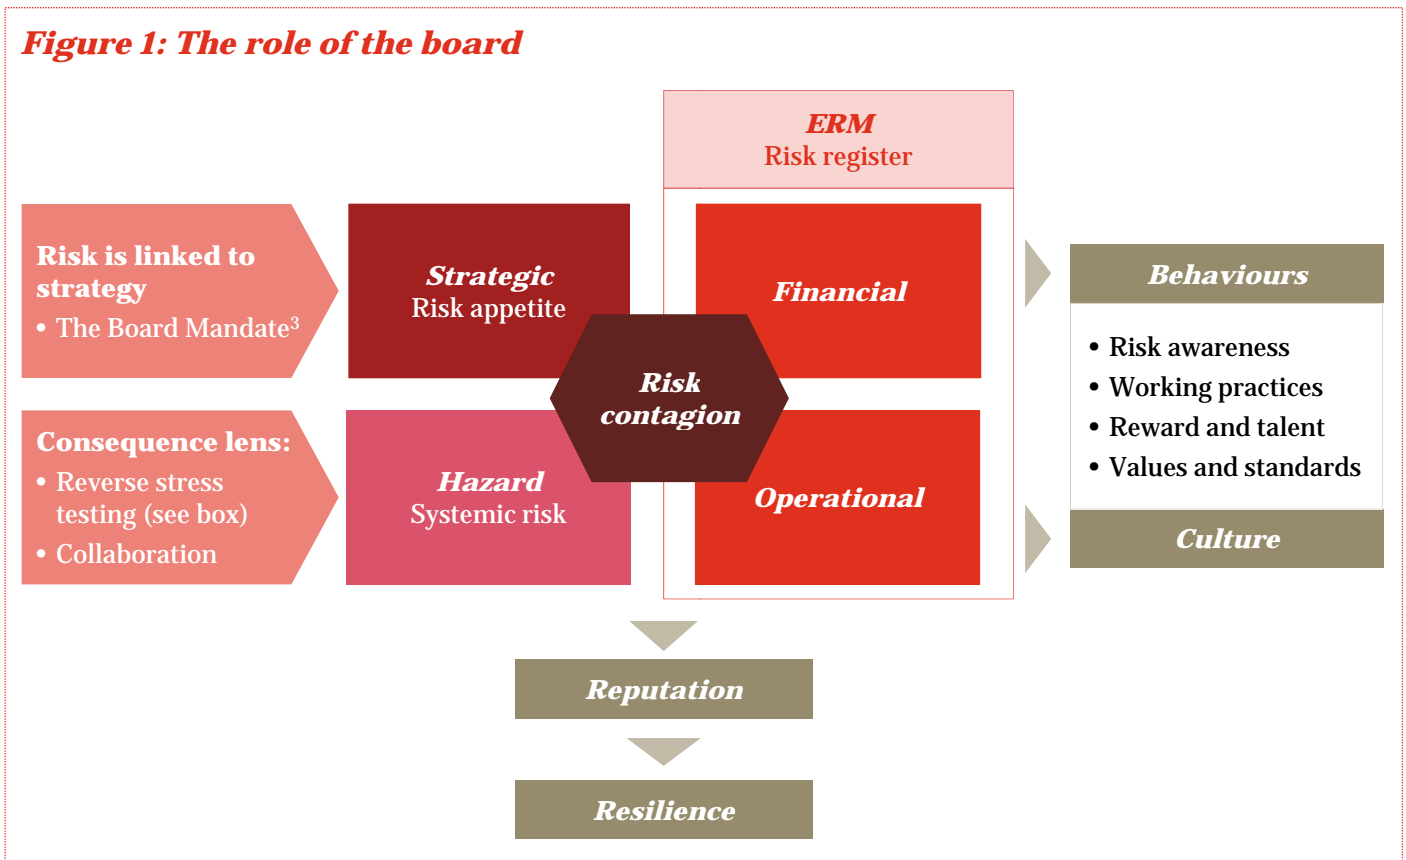 Figure 1: The role of the board
ERM
Risk register
Risk is linked to
strategy
• The Board Mandate³
Strategic
Risk appetite
Financial
Risk
contagion
Consequence lens:
• Reverse stress
testing (see box)
• Collaboration
Hazard
Systemic risk
Operational
Behaviours
• Risk awareness
• Working practices
• Reward and talent
• Values and standards
Culture
Reputation
Resilience